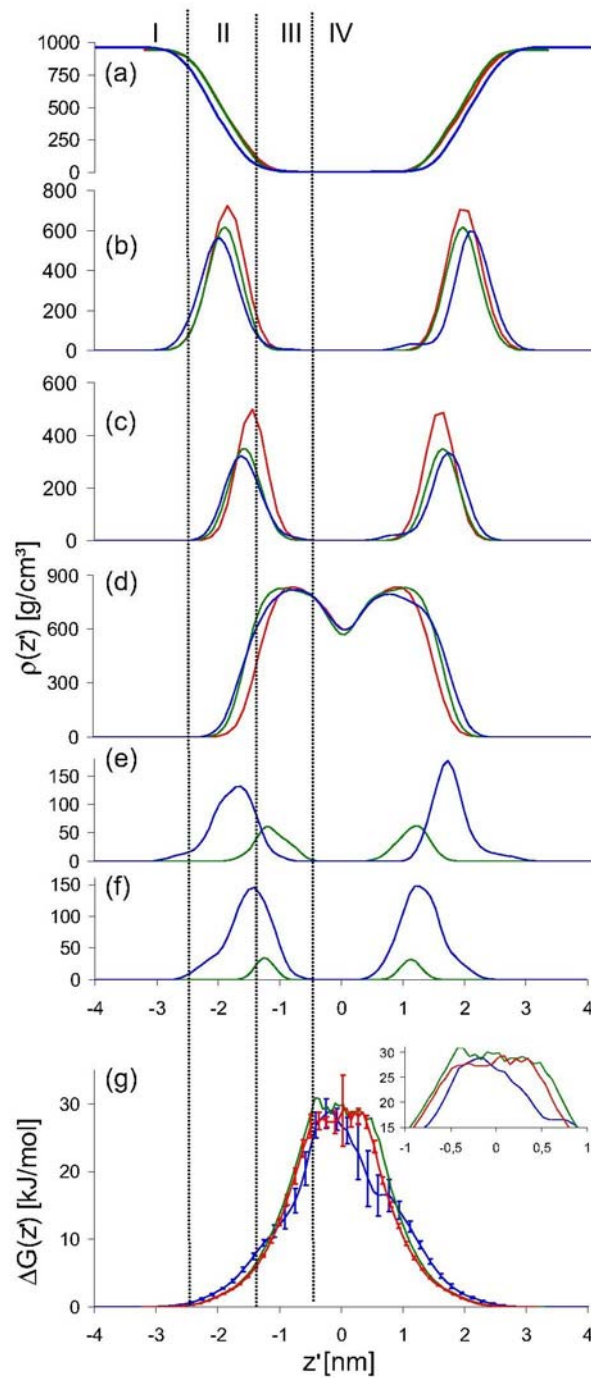 I II III IV
1000
750
500
250
0
(a)
800
600
400
200
0
(b)
600
400
200
0
(c)
900
600
300
0
(d)
ρ(z') [g/cm³]
150
100
50
0
(e)
150
100
50
0
(f)
-4 -3 -2 -1 0 1 2 3 4
(g)
30
20
10
0
ΔG(z') [kJ/mol]
30
25
20
15
-1 -0,5 0 0,5 1
-4 -3 -2 -1 0 1 2 3 4
z'[nm]